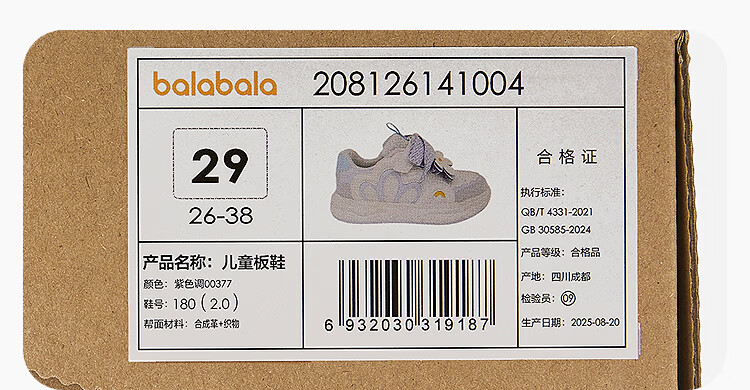 balabala
208126141004
29
26-38
合格证
执行标准：
QB/T 4331-2021
GB 30585-2024
产品等级：合格品
产地：四川成都
检验员：09
生产日期：2025-08-20
产品名称：儿童板鞋
颜色：紫色调00377
鞋号：180（2.0）
帮面材料：合成革+织物
6 932030 319187